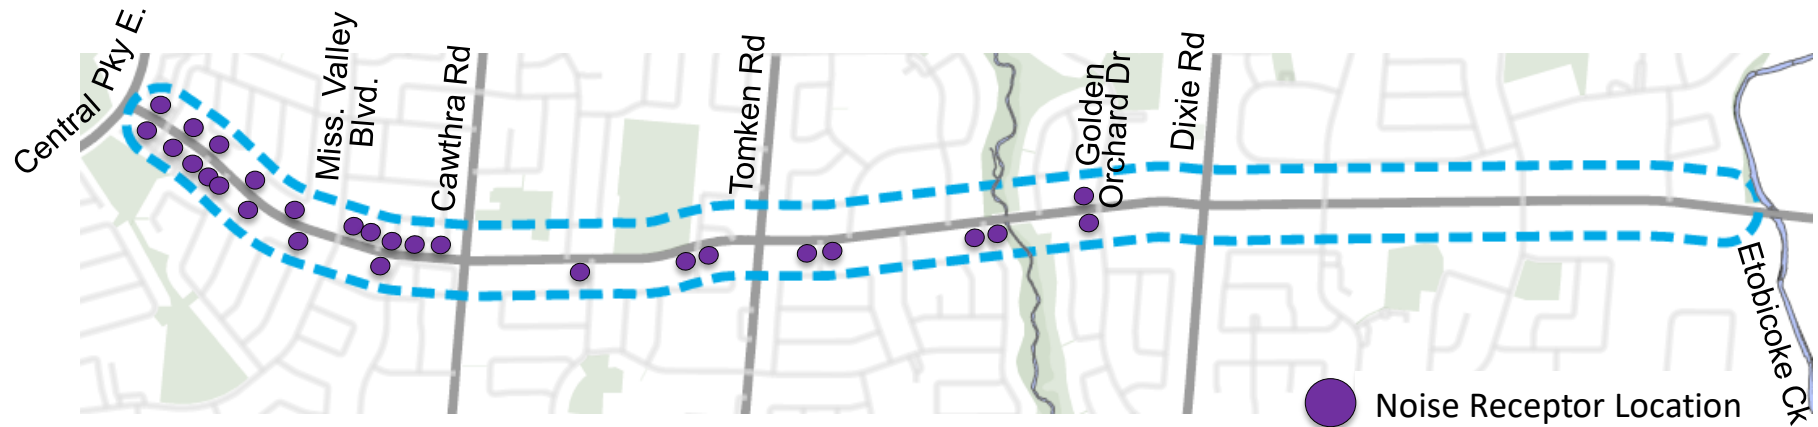 Central Pky E.
Miss. Valley
Blvd.
Cawthra Rd
Tomken Rd
Golden
Orchard Dr
Dixie Rd
Etobicoke Ck
Noise Receptor Location